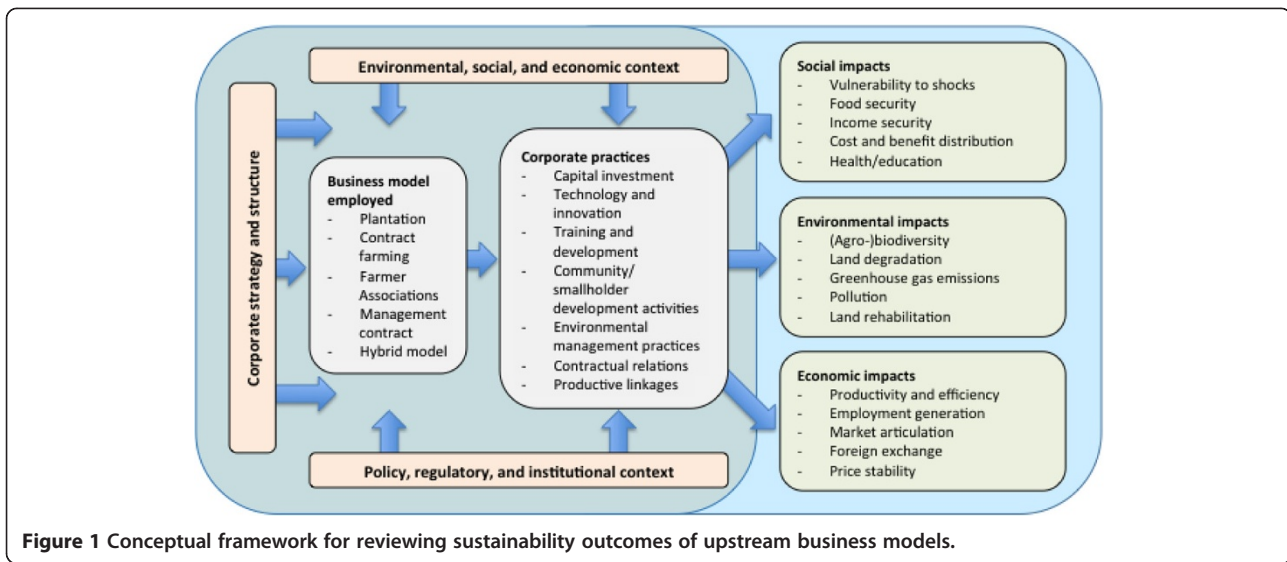 Environmental, social, and economic context
Corporate strategy and structure
Business model
employed
- Plantation
- Contract
farming
- Farmer
Associations
- Management
contract
- Hybrid model
Corporate practices
- Capital investment
- Technology and
innovation
- Training and
development
- Community/
smallholder
development activities
- Environmental
management practices
- Contractual relations
- Productive linkages
Policy, regulatory, and institutional context
Social impacts
- Vulnerability to shocks
- Food security
- Income security
- Cost and benefit distribution
- Health/education
Environmental impacts
- (Agro-)biodiversity
- Land degradation
- Greenhouse gas emissions
- Pollution
- Land rehabilitation
Economic impacts
- Productivity and efficiency
- Employment generation
- Market articulation
- Foreign exchange
- Price stability
Figure 1 Conceptual framework for reviewing sustainability outcomes of upstream business models.